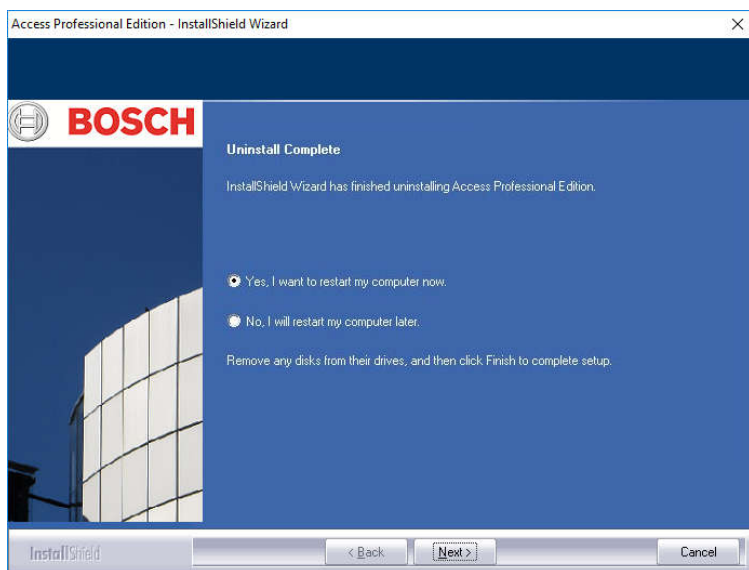 Access Professional Edition - InstallShield Wizard
BOSCH
Uninstall Complete
InstallShield Wizard has finished uninstalling Access Professional Edition.
Yes, I want to restart my computer now.
No, I will restart my computer later.
Remove any disks from their drives, and then click Finish to complete setup.
InstallShield
< Back
Next >
Cancel